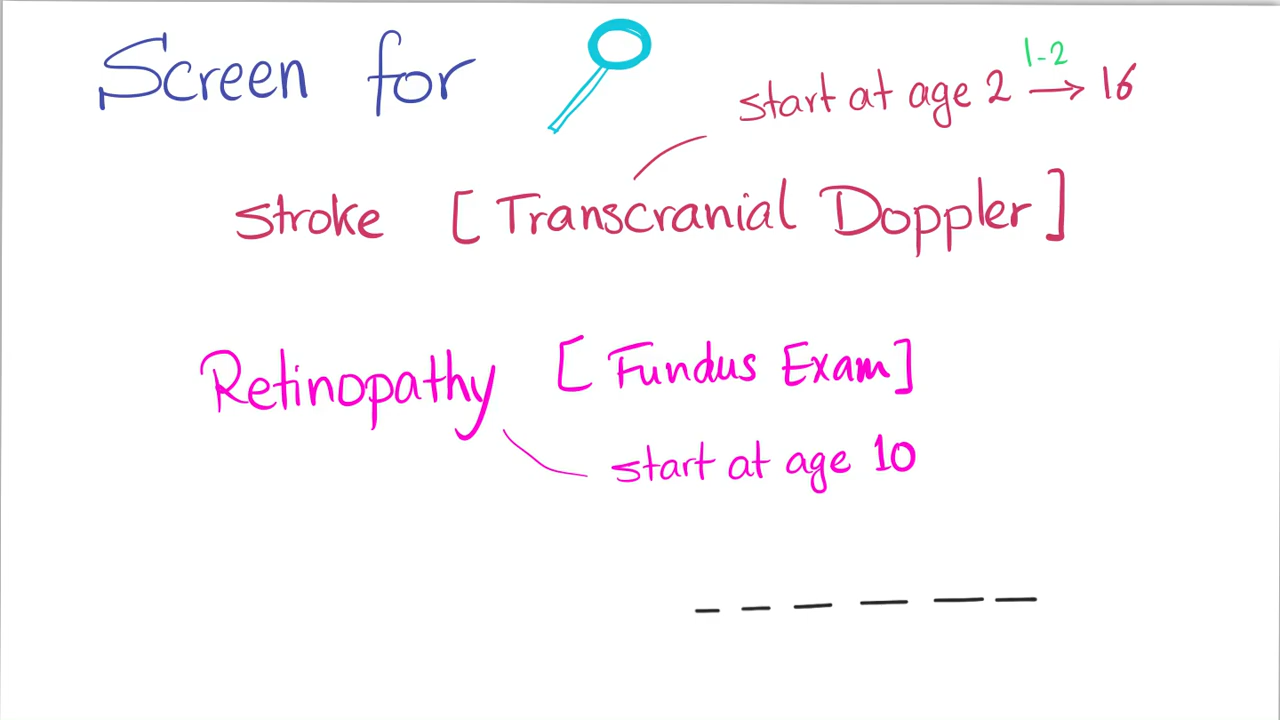 Screen for
1-2
start at age 2 → 16
stroke [Transcranial Doppler]
Retinopathy [Fundus Exam]
start at age 10